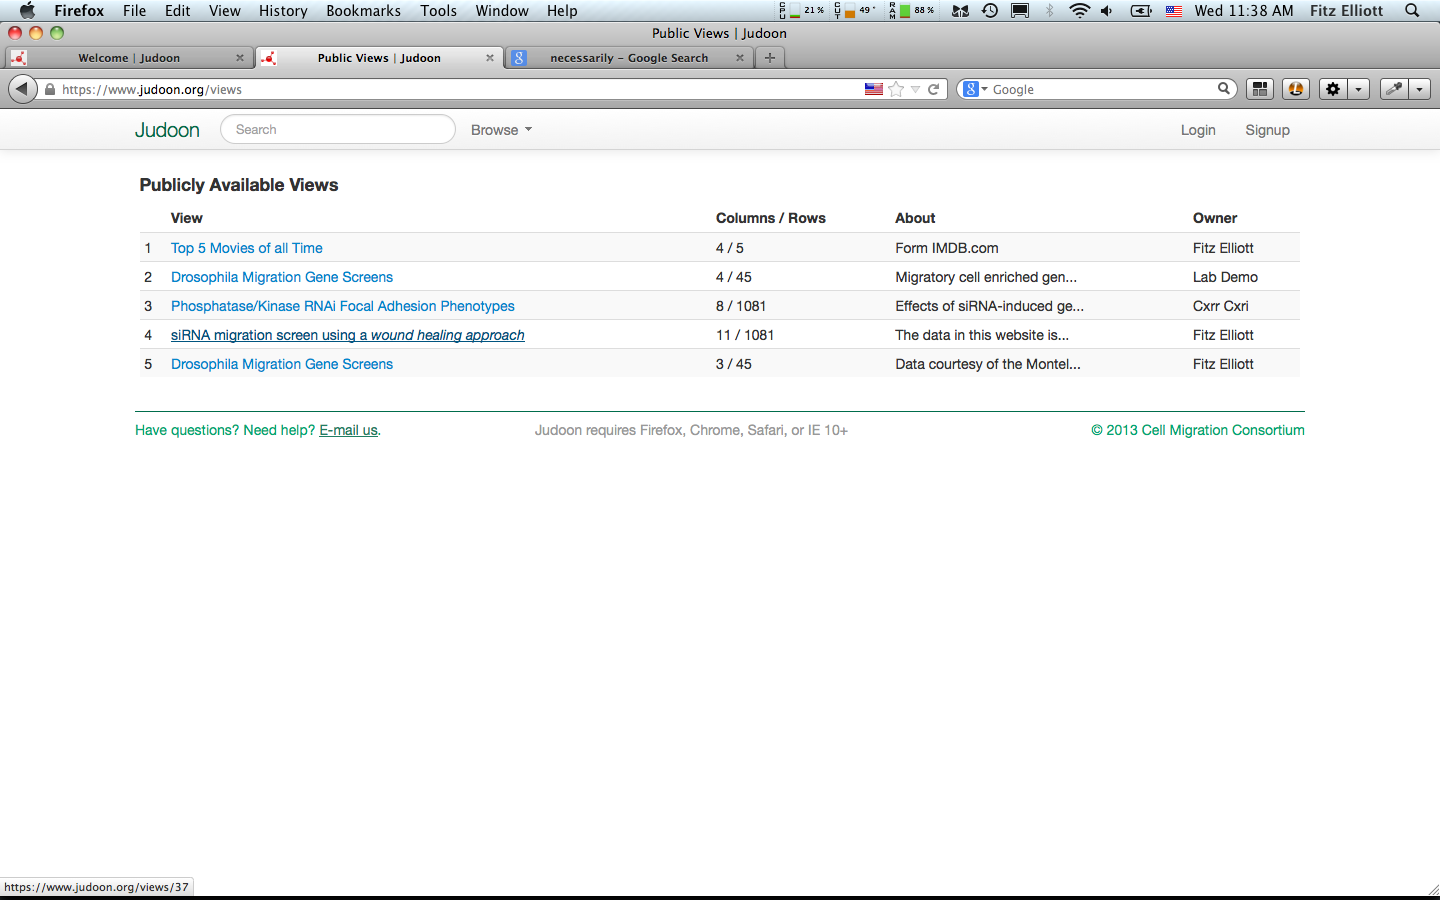 Firefox File Edit View History Bookmarks Tools Window Help CPU 21% OUT 49° RAM 88% Wed 11:38 AM Fitz Elliott
Public Views | Judoon
Welcome | Judoon Public Views | Judoon necessarily – Google Search
https://www.judoon.org/views Google
Judoon Search Browse Login Signup
Publicly Available Views
View Columns / Rows About Owner
1 Top 5 Movies of all Time 4 / 5 Form IMDB.com Fitz Elliott
2 Drosophila Migration Gene Screens 4 / 45 Migratory cell enriched gen... Lab Demo
3 Phosphatase/Kinase RNAi Focal Adhesion Phenotypes 8 / 1081 Effects of siRNA-induced ge... Cxrr Cxri
4 siRNA migration screen using a wound healing approach 11 / 1081 The data in this website is... Fitz Elliott
5 Drosophila Migration Gene Screens 3 / 45 Data courtesy of the Montel... Fitz Elliott
Have questions? Need help? E-mail us. Judoon requires Firefox, Chrome, Safari, or IE 10+ © 2013 Cell Migration Consortium
https://www.judoon.org/views/37